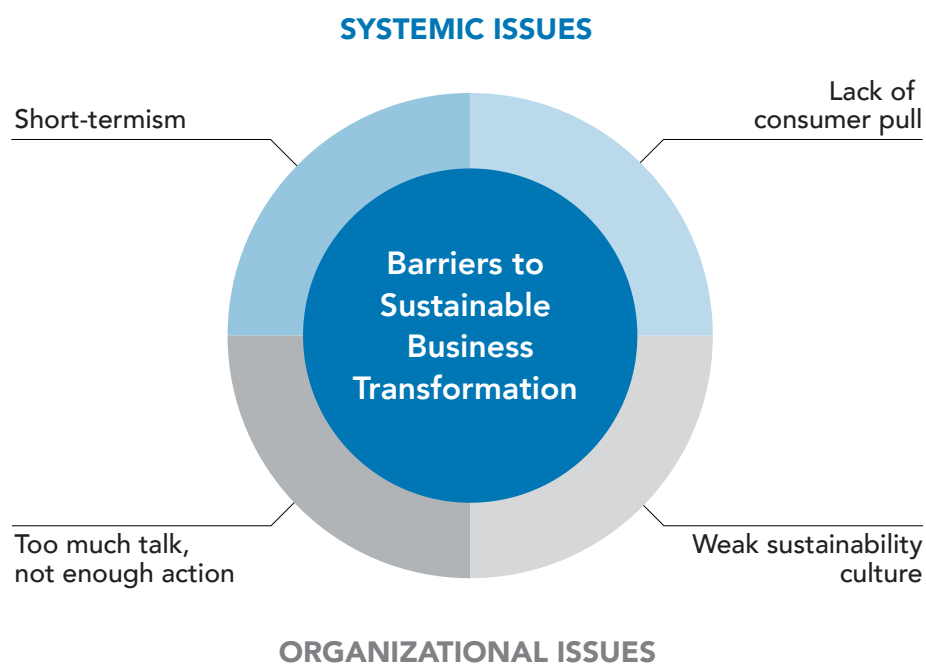 SYSTEMIC ISSUES
Short-termism
Lack of
consumer pull
Barriers to
Sustainable
Business
Transformation
Too much talk,
not enough action
Weak sustainability
culture
ORGANIZATIONAL ISSUES